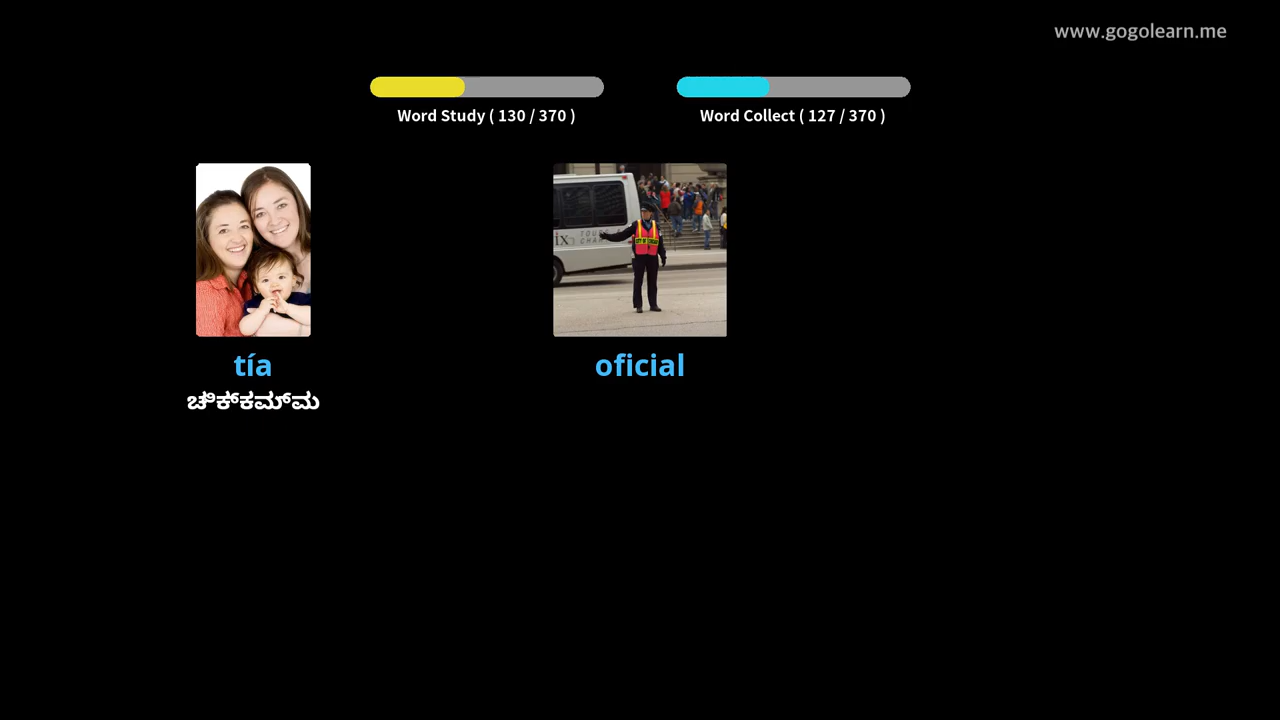 www.gogolearn.me
Word Study ( 130 / 370 )
Word Collect ( 127 / 370 )
tía
oficial
ಚಿಕ್ಕಮ್ಮ